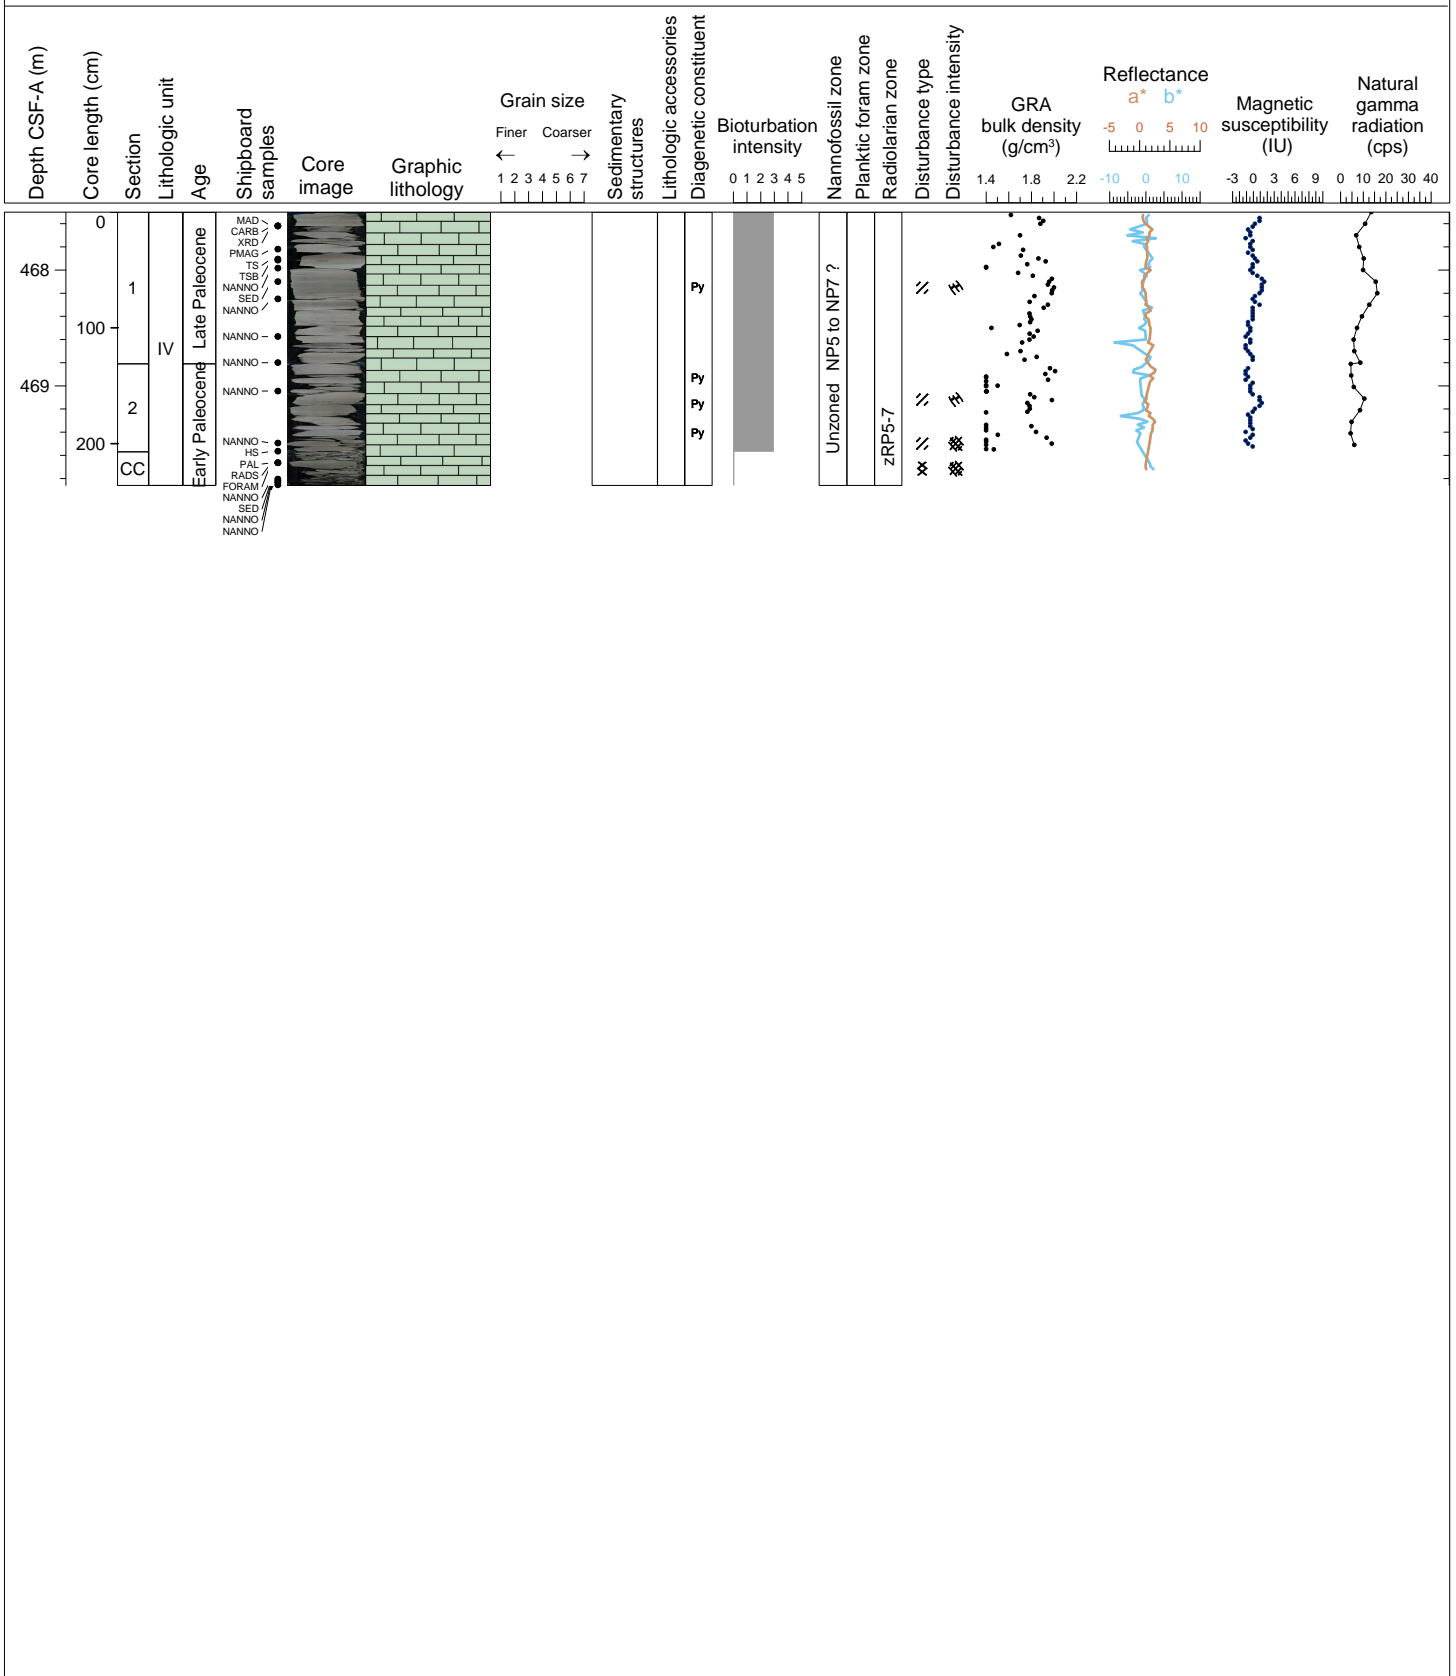 Depth CSF-A (m)
Core length (cm)
Section
Lithologic unit
Age
Shipboard
samples
Core
image
Graphic
lithology
Grain size
Finer Coarser
← →
1 2 3 4 5 6 7
Sedimentary
structures
Lithologic accessories
Diagenetic constituent
Bioturbation
intensity
0 1 2 3 4 5
Nannofossil zone
Planktic foram zone
Radiolarian zone
Disturbance type
Disturbance intensity
GRA
bulk density
(g/cm³)
1.4 1.8 2.2
Reflectance
a* b*
-5 0 5 10
-10 0 10
Magnetic
susceptibility
(IU)
-3 0 3 6 9
Natural
gamma
radiation
(cps)
0 10 20 30 40
468
469
0
100
200
1
2
CC
IV
Late Paleocene
Early Paleocene
MAD
CARB
XRD
PMAG
TS
TSB
NANNO
SED
NANNO
NANNO
NANNO
NANNO
NANNO
HS
PAL
RADS
FORAM
NANNO
SED
NANNO
NANNO
Py
Py
Py
Py
Unzoned NP5 to NP7 ?
zRP5-7